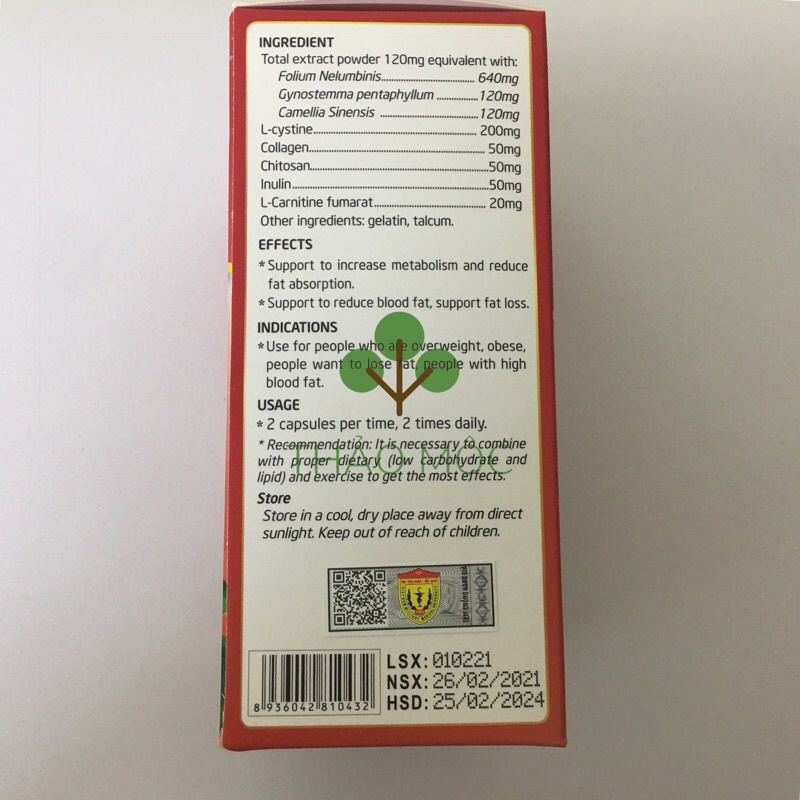 INGREDIENT
Total extract powder 120mg equivalent with:
Folium Nelumbinis........................... 640mg
Gynostemma pentaphyllum ............120mg
Camellia Sinensis ............................120mg
L-cystine............................................... 200mg
Collagen.................................................. 50mg
Chitosan...................................................50mg
Inulin........................................................50mg
L-Carnitine fumarat................................ 20mg
Other ingredients: gelatin, talcum.
EFFECTS
* Support to increase metabolism and reduce
fat absorption.
* Support to reduce blood fat, support fat loss.
INDICATIONS
* Use for people who are overweight, obese,
people want to lose fat, people with high
blood fat.
USAGE
* 2 capsules per time, 2 times daily.
* Recommendation: It is necessary to combine
with proper dietary (low carbohydrate and
lipid) and exercise to get the most effects.
THẢO MỘC
Store
Store in a cool, dry place away from direct
sunlight. Keep out of reach of children.
TEM CHỐNG HÀNG GIẢ
LSX: 010221
NSX: 26/02/2021
HSD: 25/02/2024
8 936042 810432